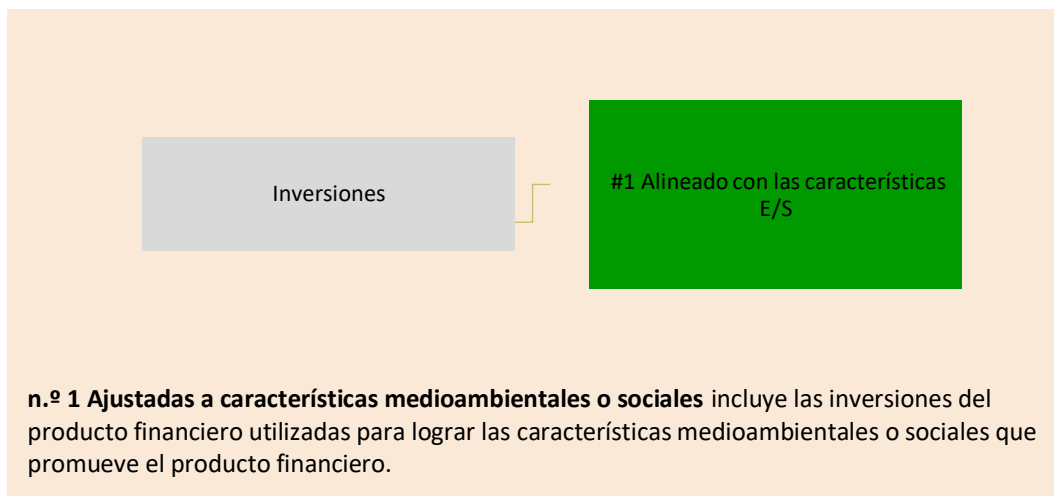 Inversiones
#1 Alineado con las características
E/S
n.º 1 Ajustadas a características medioambientales o sociales incluye las inversiones del
producto financiero utilizadas para lograr las características medioambientales o sociales que
promueve el producto financiero.